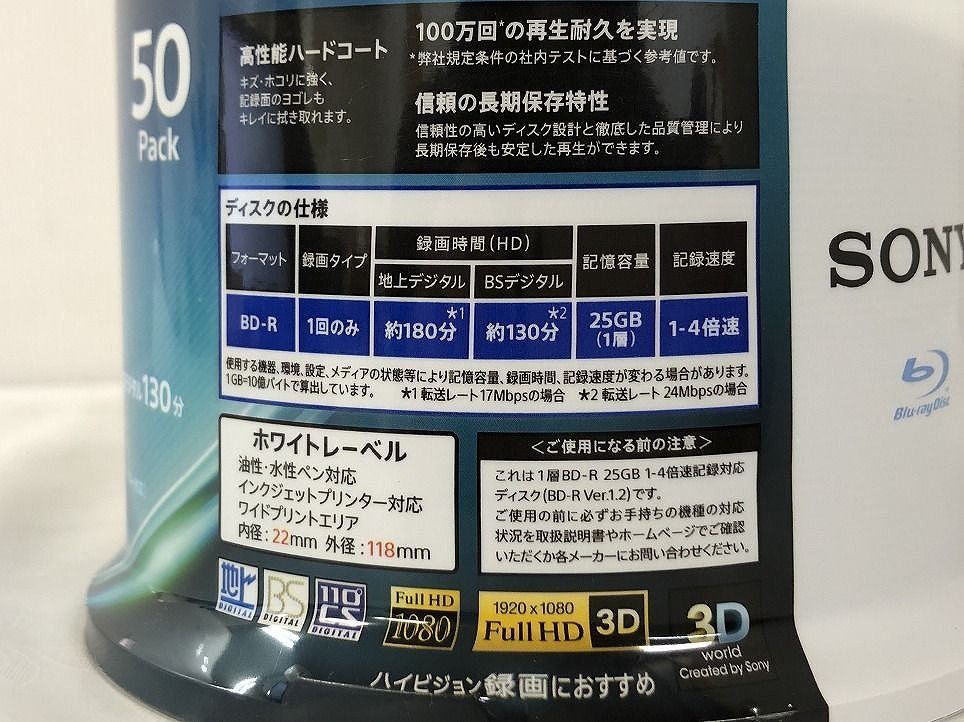 50
Pack
高性能ハードコート
キズ・ホコリに強く、
記録面のヨゴレも
キレイに拭き取れます。
100万回*の再生耐久を実現
*弊社規定条件の社内テストに基づく参考値です。
信頼の長期保存特性
信頼性の高いディスク設計と徹底した品質管理により
長期保存後も安定した再生ができます。
ディスクの仕様
フォーマット 録画タイプ 録画時間(HD) 記憶容量 記録速度
地上デジタル BSデジタル
BD-R 1回のみ 約180分*1 約130分*2 25GB (1層) 1-4倍速
使用する機器、環境、設定、メディアの状態等により記憶容量、録画時間、記録速度が変わる場合があります。
1GB=10億バイトで算出しています。 *1 転送レート17Mbpsの場合 *2 転送レート 24Mbpsの場合
130分
ホワイトレーベル
油性・水性ペン対応
インクジェットプリンター対応
ワイドプリントエリア
内径:22mm 外径:118mm
<ご使用になる前の注意>
これは1層BD-R 25GB 1-4倍速記録対応
ディスク(BD-R Ver.1.2)です。
ご使用の前に必ずお手持ちの機種の対応
状況を取扱説明書やホームページでご確認
いただくか各メーカーにお問い合わせください。
地上 DIGITAL
BS DIGITAL
110°CS DIGITAL
Full HD
1080
1920 x 1080
Full HD 3D
3D
world
Created by Sony
ハイビジョン録画におすすめ
SONY
Blu-ray Disc